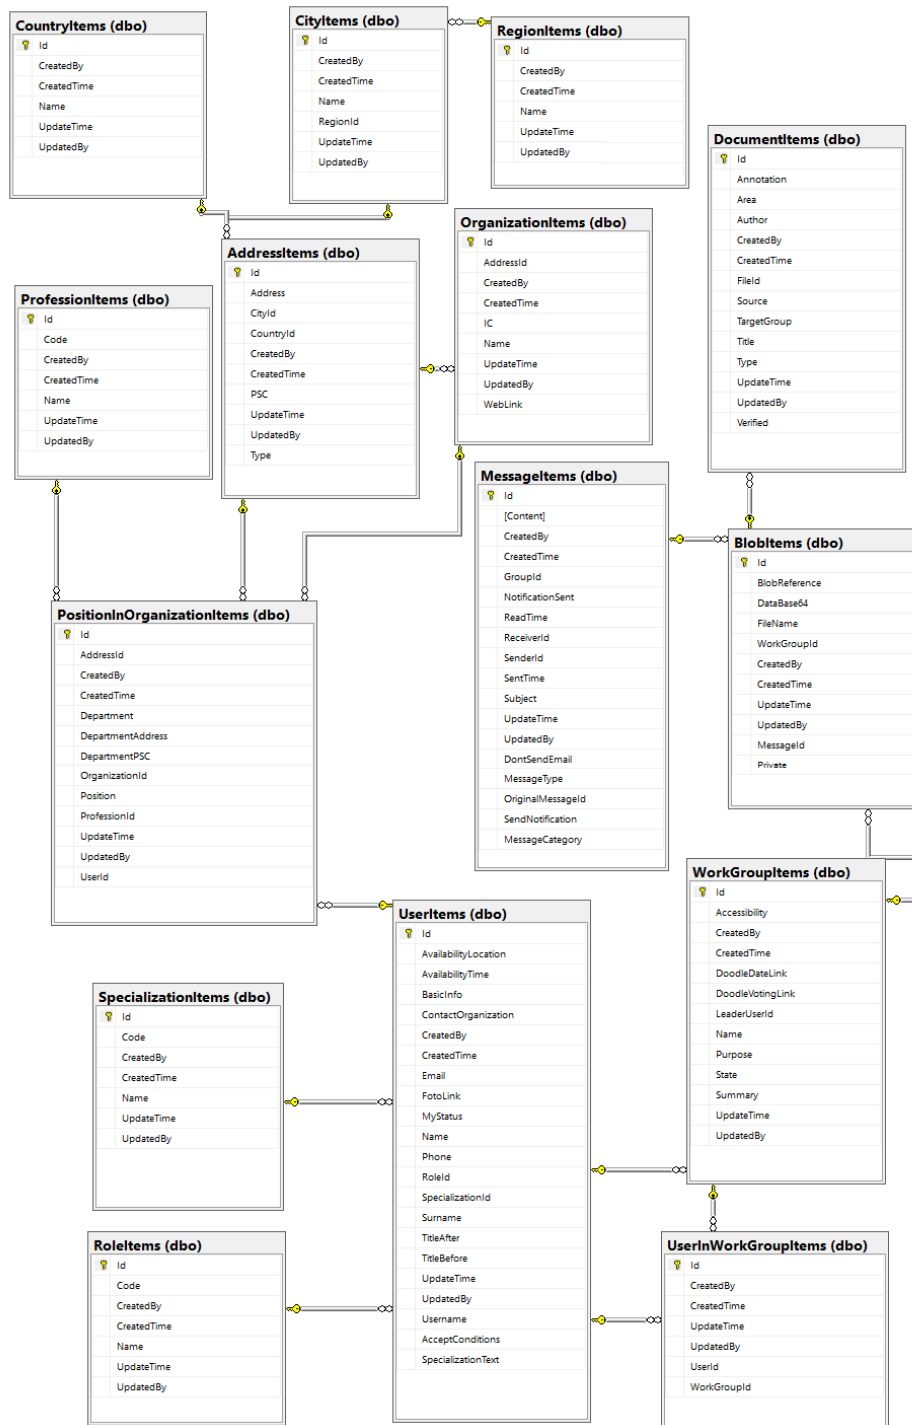 CountryItems (dbo)
Id
CreatedBy
CreatedTime
Name
UpdateTime
UpdatedBy
CityItems (dbo)
Id
CreatedBy
CreatedTime
Name
RegionId
UpdateTime
UpdatedBy
RegionItems (dbo)
Id
CreatedBy
CreatedTime
Name
UpdateTime
UpdatedBy
DocumentItems (dbo)
Id
Annotation
Area
Author
CreatedBy
CreatedTime
FileId
Source
TargetGroup
Title
Type
UpdateTime
UpdatedBy
Verified
OrganizationItems (dbo)
Id
AddressId
CreatedBy
CreatedTime
IC
Name
UpdateTime
UpdatedBy
WebLink
AddressItems (dbo)
Id
Address
CityId
CountryId
CreatedBy
CreatedTime
PSC
UpdateTime
UpdatedBy
Type
ProfessionItems (dbo)
Id
Code
CreatedBy
CreatedTime
Name
UpdateTime
UpdatedBy
MessageItems (dbo)
Id
[Content]
CreatedBy
CreatedTime
GroupId
NotificationSent
ReadTime
ReceiverId
SenderId
SentTime
Subject
UpdateTime
UpdatedBy
DontSendEmail
MessageType
OriginalMessageId
SendNotification
MessageCategory
BlobItems (dbo)
Id
BlobReference
DataBase64
FileName
WorkGroupId
CreatedBy
CreatedTime
UpdateTime
UpdatedBy
MessageId
Private
PositionInOrganizationItems (dbo)
Id
AddressId
CreatedBy
CreatedTime
Department
DepartmentAddress
DepartmentPSC
OrganizationId
Position
ProfessionId
UpdateTime
UpdatedBy
UserId
WorkGroupItems (dbo)
Id
Accessibility
CreatedBy
CreatedTime
DoodleDateLink
DoodleVotingLink
LeaderUserId
Name
Purpose
State
Summary
UpdateTime
UpdatedBy
UserItems (dbo)
Id
AvailabilityLocation
AvailabilityTime
BasicInfo
ContactOrganization
CreatedBy
CreatedTime
Email
FotoLink
MyStatus
Name
Phone
RoleId
SpecializationId
Surname
TitleAfter
TitleBefore
UpdateTime
UpdatedBy
Username
AcceptConditions
SpecializationText
SpecializationItems (dbo)
Id
Code
CreatedBy
CreatedTime
Name
UpdateTime
UpdatedBy
RoleItems (dbo)
Id
Code
CreatedBy
CreatedTime
Name
UpdateTime
UpdatedBy
UserInWorkGroupItems (dbo)
Id
CreatedBy
CreatedTime
UpdateTime
UpdatedBy
UserId
WorkGroupId